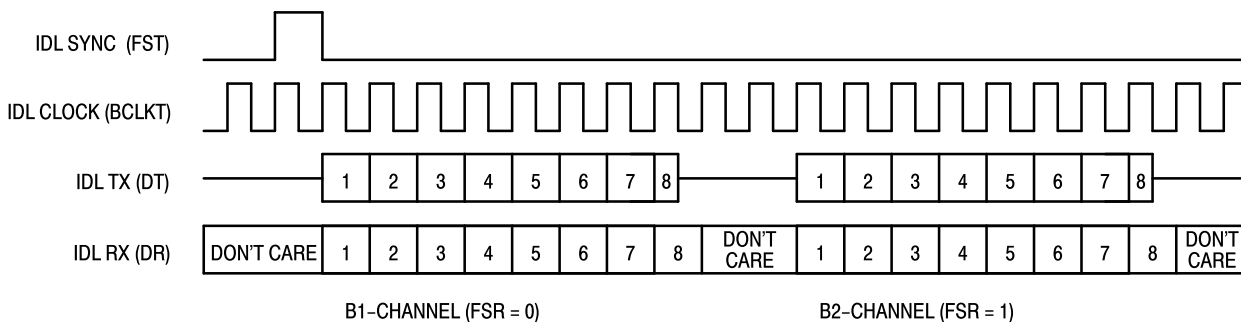 IDL SYNC (FST)
IDL CLOCK (BCLKT)
IDL TX (DT) 1 2 3 4 5 6 7 8 1 2 3 4 5 6 7 8
IDL RX (DR) DON'T CARE 1 2 3 4 5 6 7 8 DON'T CARE 1 2 3 4 5 6 7 8 DON'T CARE
B1–CHANNEL (FSR = 0) B2–CHANNEL (FSR = 1)